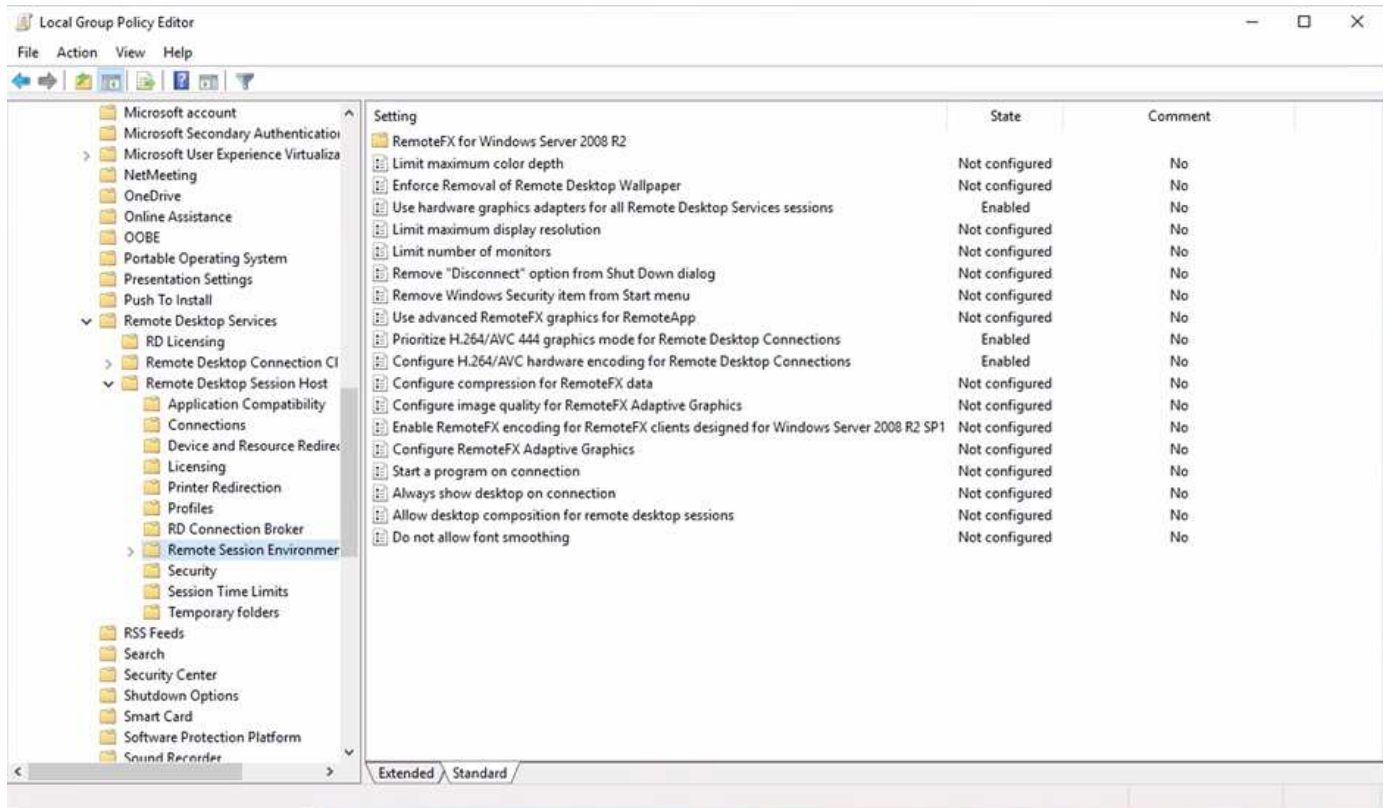 Local Group Policy Editor
File Action View Help
Microsoft account
Microsoft Secondary Authentication
Microsoft User Experience Virtualiza
NetMeeting
OneDrive
Online Assistance
OOBE
Portable Operating System
Presentation Settings
Push To Install
Remote Desktop Services
RD Licensing
Remote Desktop Connection Cl
Remote Desktop Session Host
Application Compatibility
Connections
Device and Resource Redirec
Licensing
Printer Redirection
Profiles
RD Connection Broker
Remote Session Environmen
Security
Session Time Limits
Temporary folders
RSS Feeds
Search
Security Center
Shutdown Options
Smart Card
Software Protection Platform
Sound Recorder
Setting State Comment
RemoteFX for Windows Server 2008 R2
Limit maximum color depth Not configured No
Enforce Removal of Remote Desktop Wallpaper Not configured No
Use hardware graphics adapters for all Remote Desktop Services sessions Enabled No
Limit maximum display resolution Not configured No
Limit number of monitors Not configured No
Remove "Disconnect" option from Shut Down dialog Not configured No
Remove Windows Security item from Start menu Not configured No
Use advanced RemoteFX graphics for RemoteApp Not configured No
Prioritize H.264/AVC 444 graphics mode for Remote Desktop Connections Enabled No
Configure H.264/AVC hardware encoding for Remote Desktop Connections Enabled No
Configure compression for RemoteFX data Not configured No
Configure image quality for RemoteFX Adaptive Graphics Not configured No
Enable RemoteFX encoding for RemoteFX clients designed for Windows Server 2008 R2 SP1 Not configured No
Configure RemoteFX Adaptive Graphics Not configured No
Start a program on connection Not configured No
Always show desktop on connection Not configured No
Allow desktop composition for remote desktop sessions Not configured No
Do not allow font smoothing Not configured No
Extended Standard